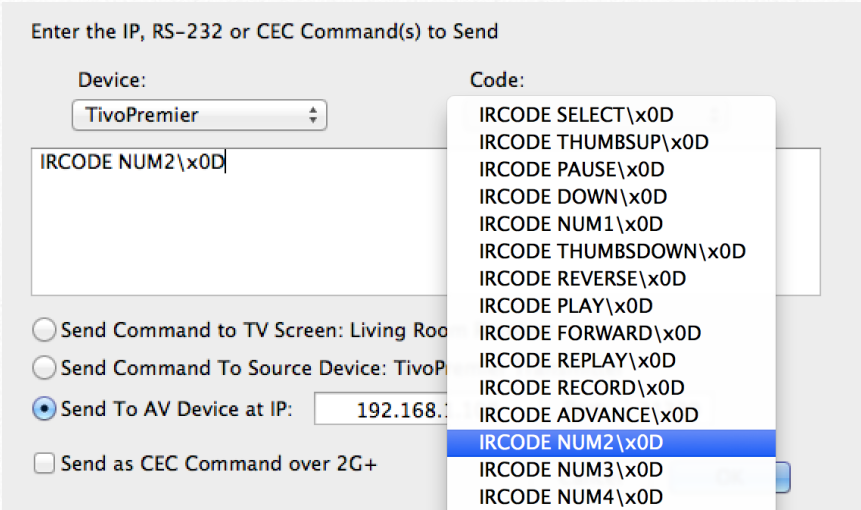 Enter the IP, RS-232 or CEC Command(s) to Send
Device:
Code:
TivoPremier
IRCODE NUM2\x0D
IRCODE SELECT\x0D
IRCODE THUMBSUP\x0D
IRCODE PAUSE\x0D
IRCODE DOWN\x0D
IRCODE NUM1\x0D
IRCODE THUMBSDOWN\x0D
IRCODE REVERSE\x0D
IRCODE PLAY\x0D
IRCODE FORWARD\x0D
IRCODE REPLAY\x0D
IRCODE RECORD\x0D
IRCODE ADVANCE\x0D
IRCODE NUM2\x0D
IRCODE NUM3\x0D
IRCODE NUM4\x0D
Send Command to TV Screen: Living Room
Send Command To Source Device: TivoPr
Send To AV Device at IP:
192.168.1
Send as CEC Command over 2G+